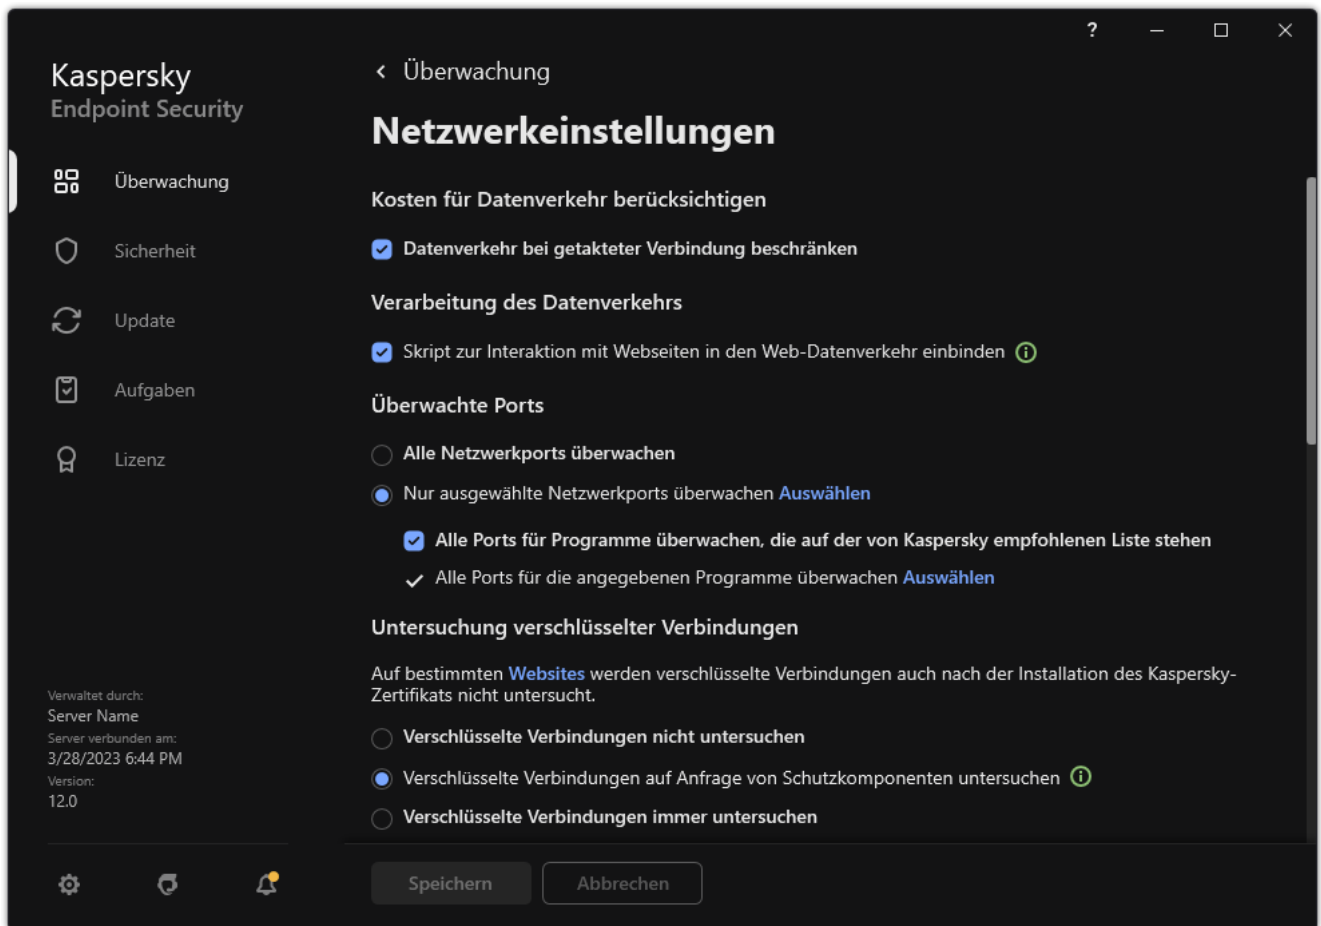 ?
Kaspersky
Endpoint Security
Überwachung
Sicherheit
Update
Aufgaben
Lizenz
Verwaltet durch:
Server Name
Server verbunden am:
3/28/2023 6:44 PM
Version:
12.0
Überwachung
Netzwerkeinstellungen
Kosten für Datenverkehr berücksichtigen
Datenverkehr bei getakteter Verbindung beschränken
Verarbeitung des Datenverkehrs
Skript zur Interaktion mit Webseiten in den Web-Datenverkehr einbinden
Überwachte Ports
Alle Netzwerkports überwachen
Nur ausgewählte Netzwerkports überwachen Auswählen
Alle Ports für Programme überwachen, die auf der von Kaspersky empfohlenen Liste stehen
Alle Ports für die angegebenen Programme überwachen Auswählen
Untersuchung verschlüsselter Verbindungen
Auf bestimmten Websites werden verschlüsselte Verbindungen auch nach der Installation des Kaspersky-
Zertifikats nicht untersucht.
Verschlüsselte Verbindungen nicht untersuchen
Verschlüsselte Verbindungen auf Anfrage von Schutzkomponenten untersuchen
Verschlüsselte Verbindungen immer untersuchen
Speichern
Abbrechen